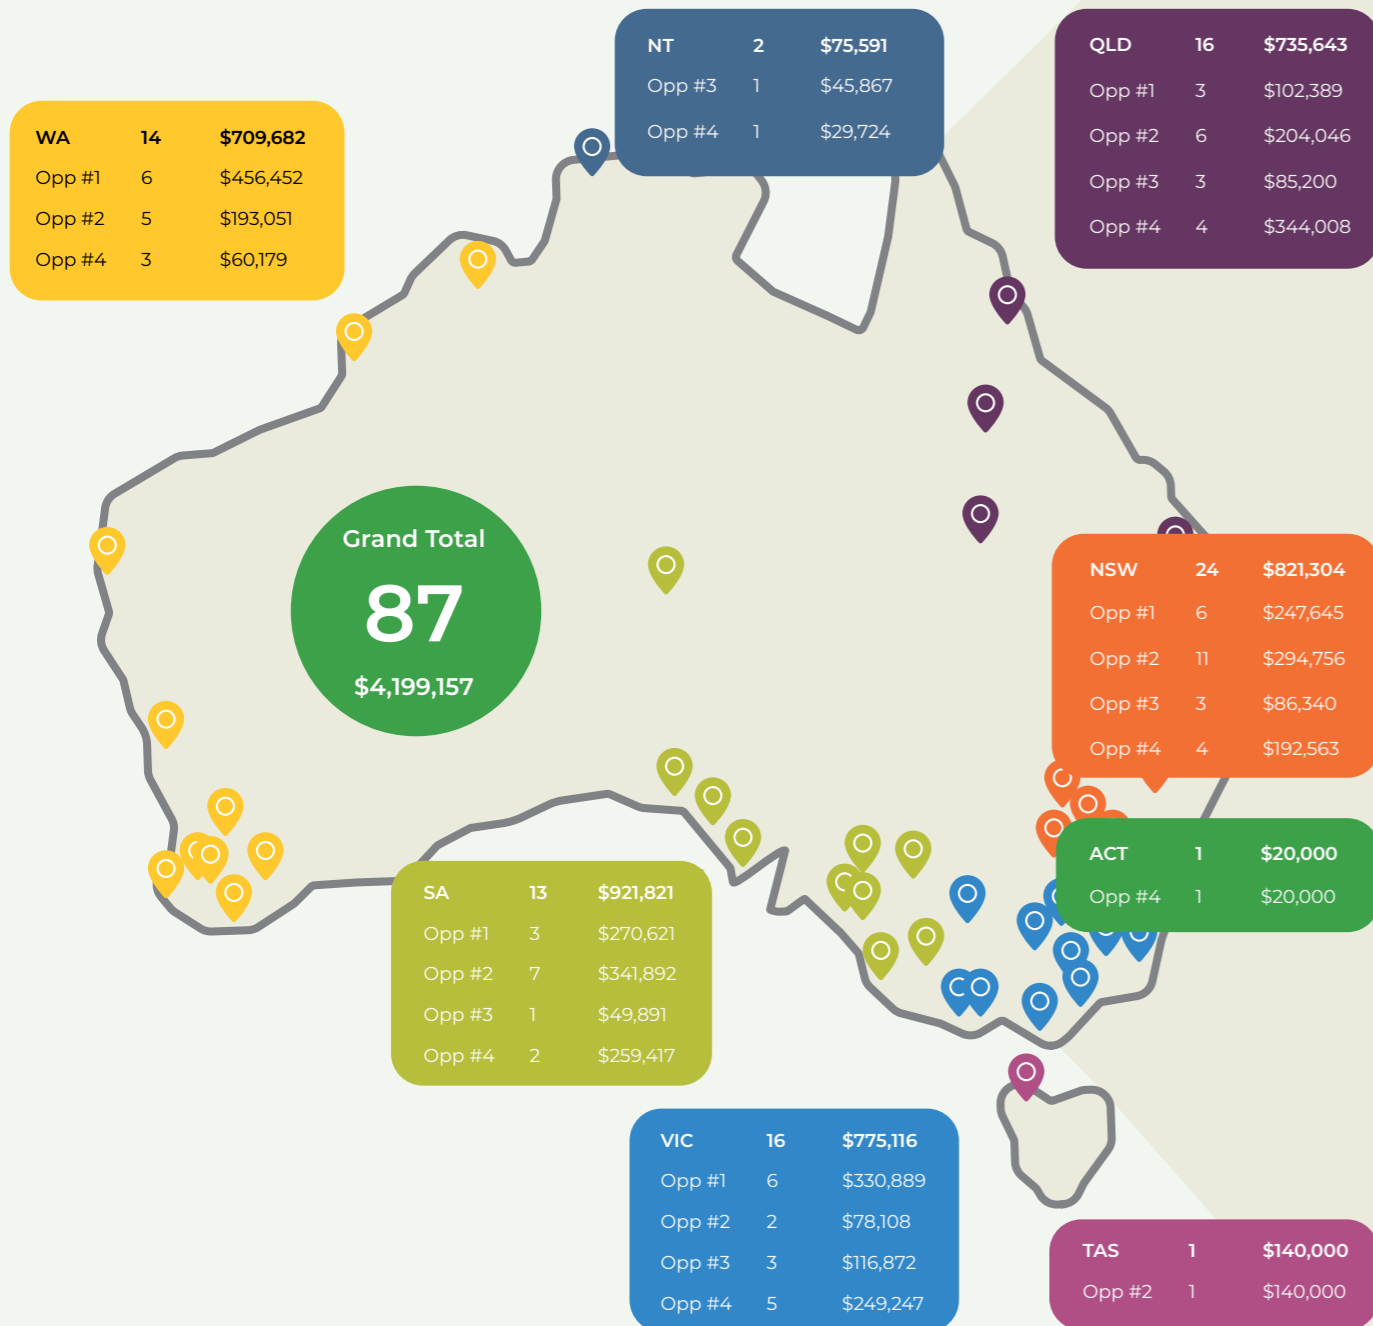 NT 2 $75,591
Opp #3 1 $45,867
Opp #4 1 $29,724
QLD 16 $735,643
Opp #1 3 $102,389
Opp #2 6 $204,046
Opp #3 3 $85,200
Opp #4 4 $344,008
WA 14 $709,682
Opp #1 6 $456,452
Opp #2 5 $193,051
Opp #4 3 $60,179
Grand Total
87
$4,199,157
NSW 24 $821,304
Opp #1 6 $247,645
Opp #2 11 $294,756
Opp #3 3 $86,340
Opp #4 4 $192,563
ACT 1 $20,000
Opp #4 1 $20,000
SA 13 $921,821
Opp #1 3 $270,621
Opp #2 7 $341,892
Opp #3 1 $49,891
Opp #4 2 $259,417
VIC 16 $775,116
Opp #1 6 $330,889
Opp #2 2 $78,108
Opp #3 3 $116,872
Opp #4 5 $249,247
TAS 1 $140,000
Opp #2 1 $140,000